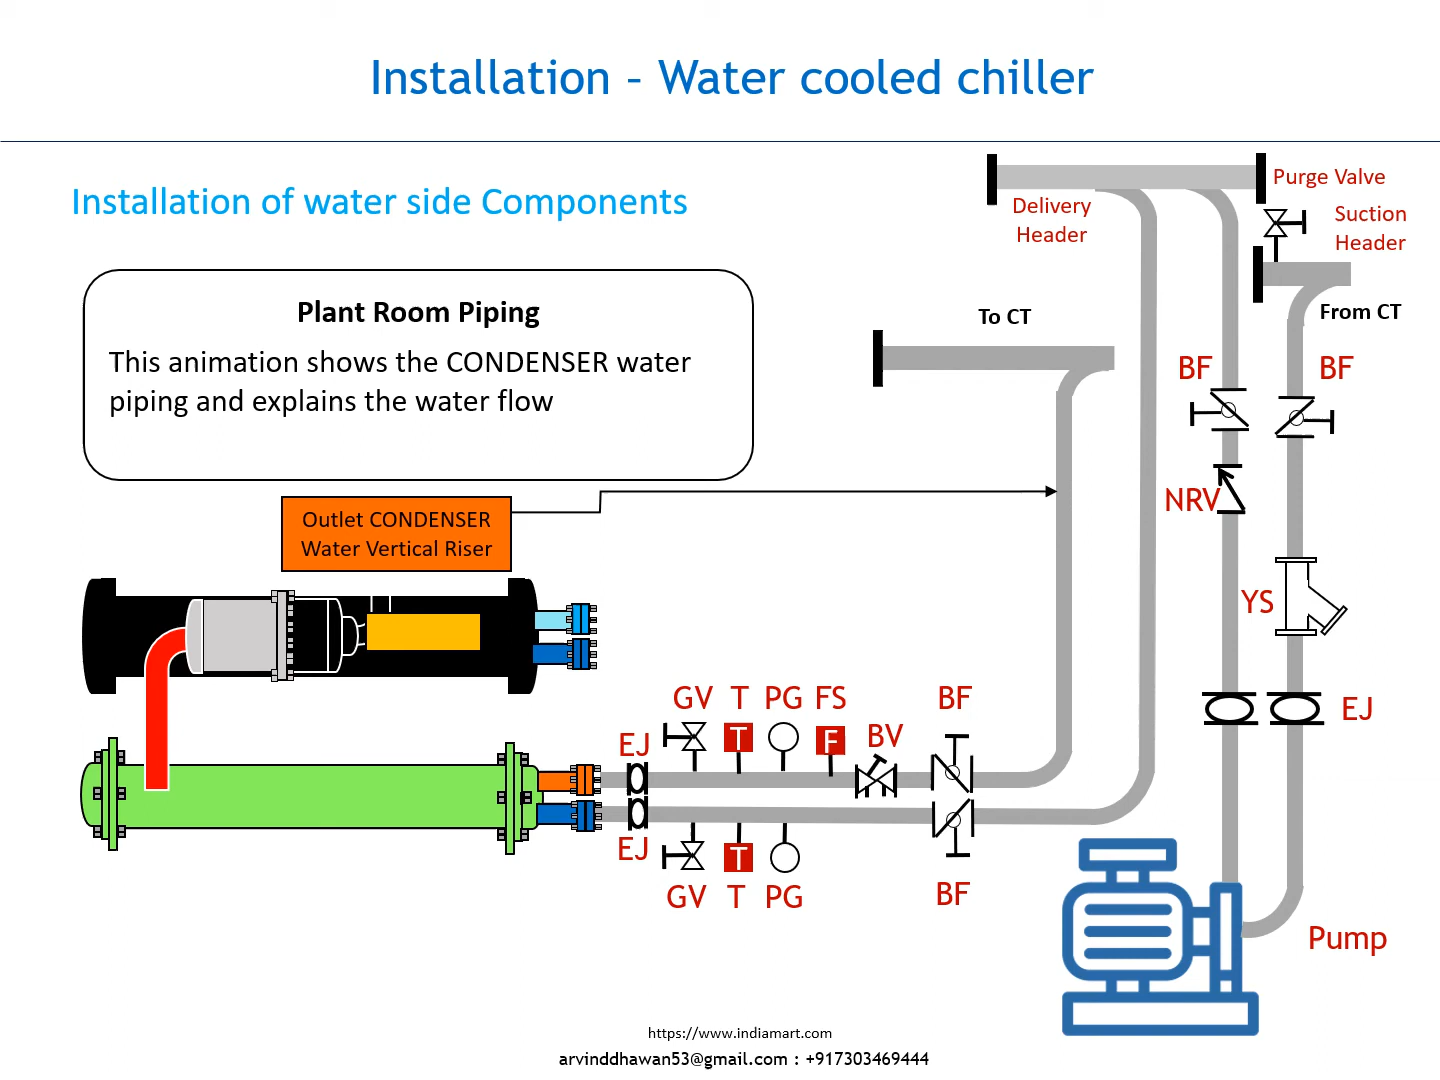 Installation – Water cooled chiller
Installation of water side Components
Purge Valve
Delivery
Header
Suction
Header
Plant Room Piping
This animation shows the CONDENSER water
piping and explains the water flow
To CT
From CT
BF
BF
NRV
Outlet CONDENSER
Water Vertical Riser
YS
GV
T
PG
FS
BF
EJ
EJ
T
F
BV
EJ
T
GV
T
PG
BF
Pump
https://www.indiamart.com
arvinddhawan53@gmail.com : +917303469444